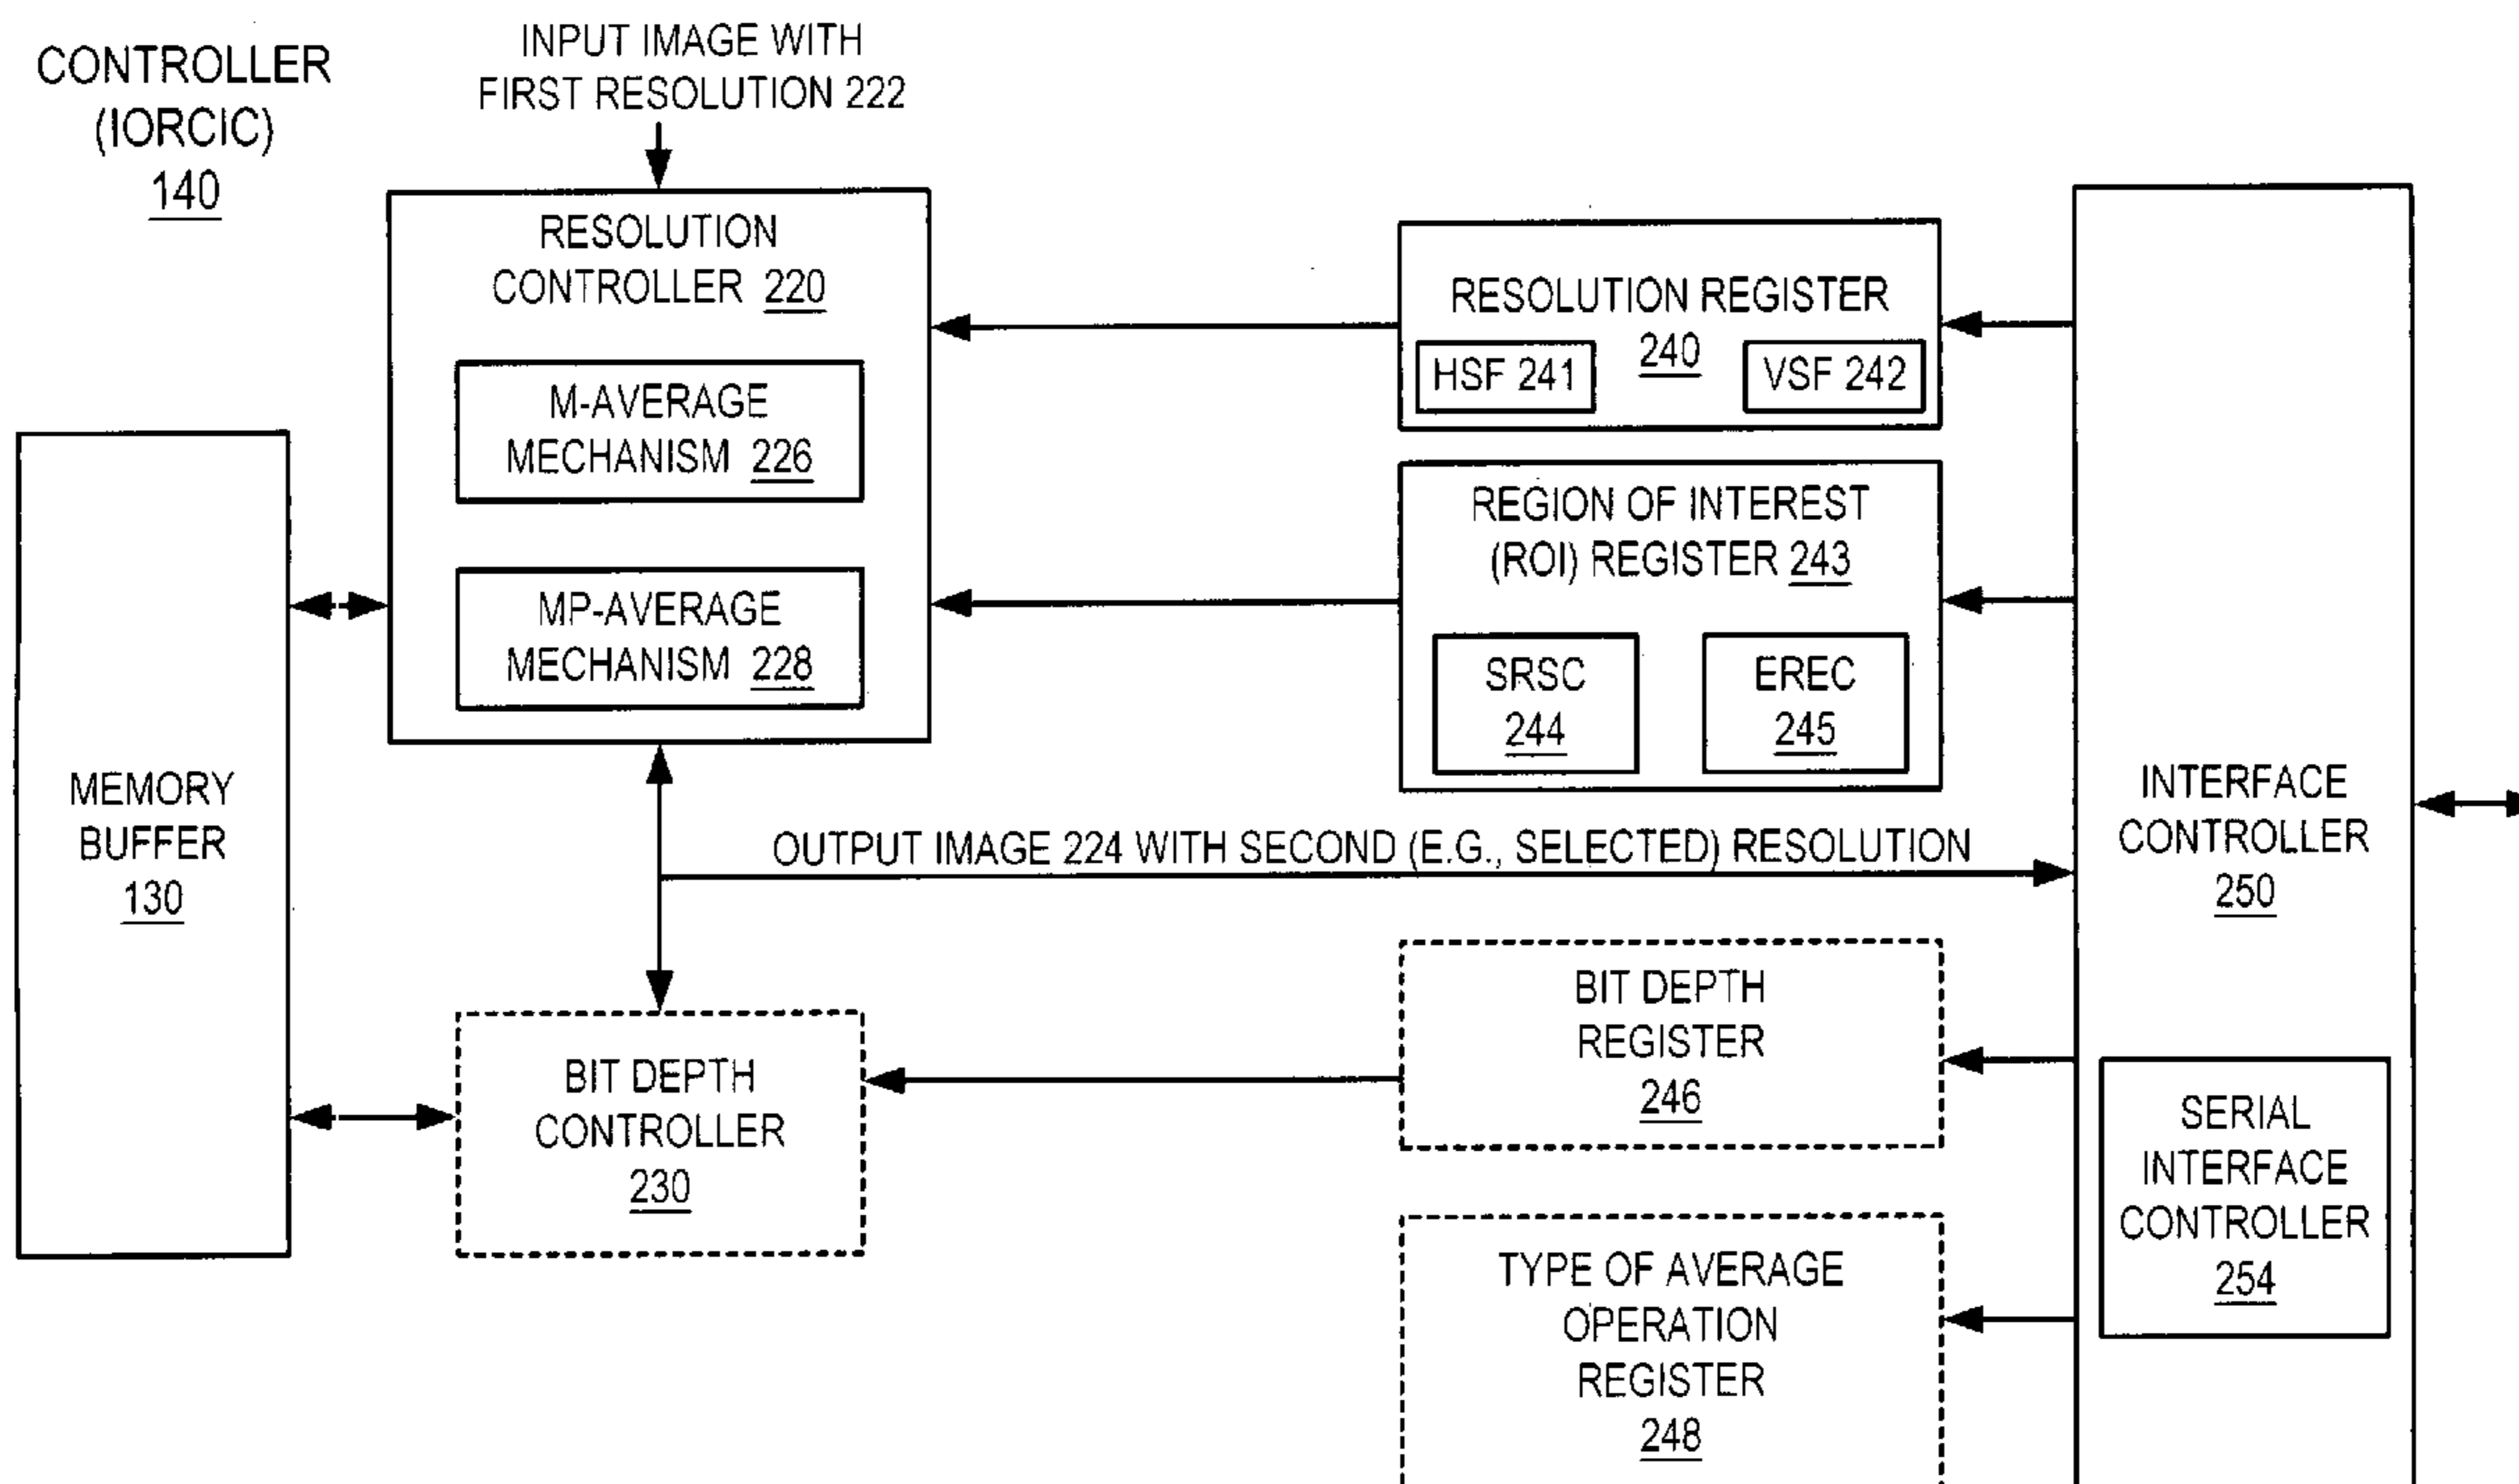 CONTROLLER
(IORCIC)
140
INPUT IMAGE WITH
FIRST RESOLUTION 222
RESOLUTION
CONTROLLER 220
M-AVERAGE
MECHANISM 226
MP-AVERAGE
MECHANISM 228
RESOLUTION REGISTER
240
HSF 241
VSF 242
REGION OF INTEREST
(ROI) REGISTER 243
SRSC
244
EREC
245
MEMORY
BUFFER
130
INTERFACE
CONTROLLER
250
OUTPUT IMAGE 224 WITH SECOND (E.G., SELECTED) RESOLUTION
BIT DEPTH
CONTROLLER
230
BIT DEPTH
REGISTER
246
SERIAL
INTERFACE
CONTROLLER
254
TYPE OF AVERAGE
OPERATION
REGISTER
248